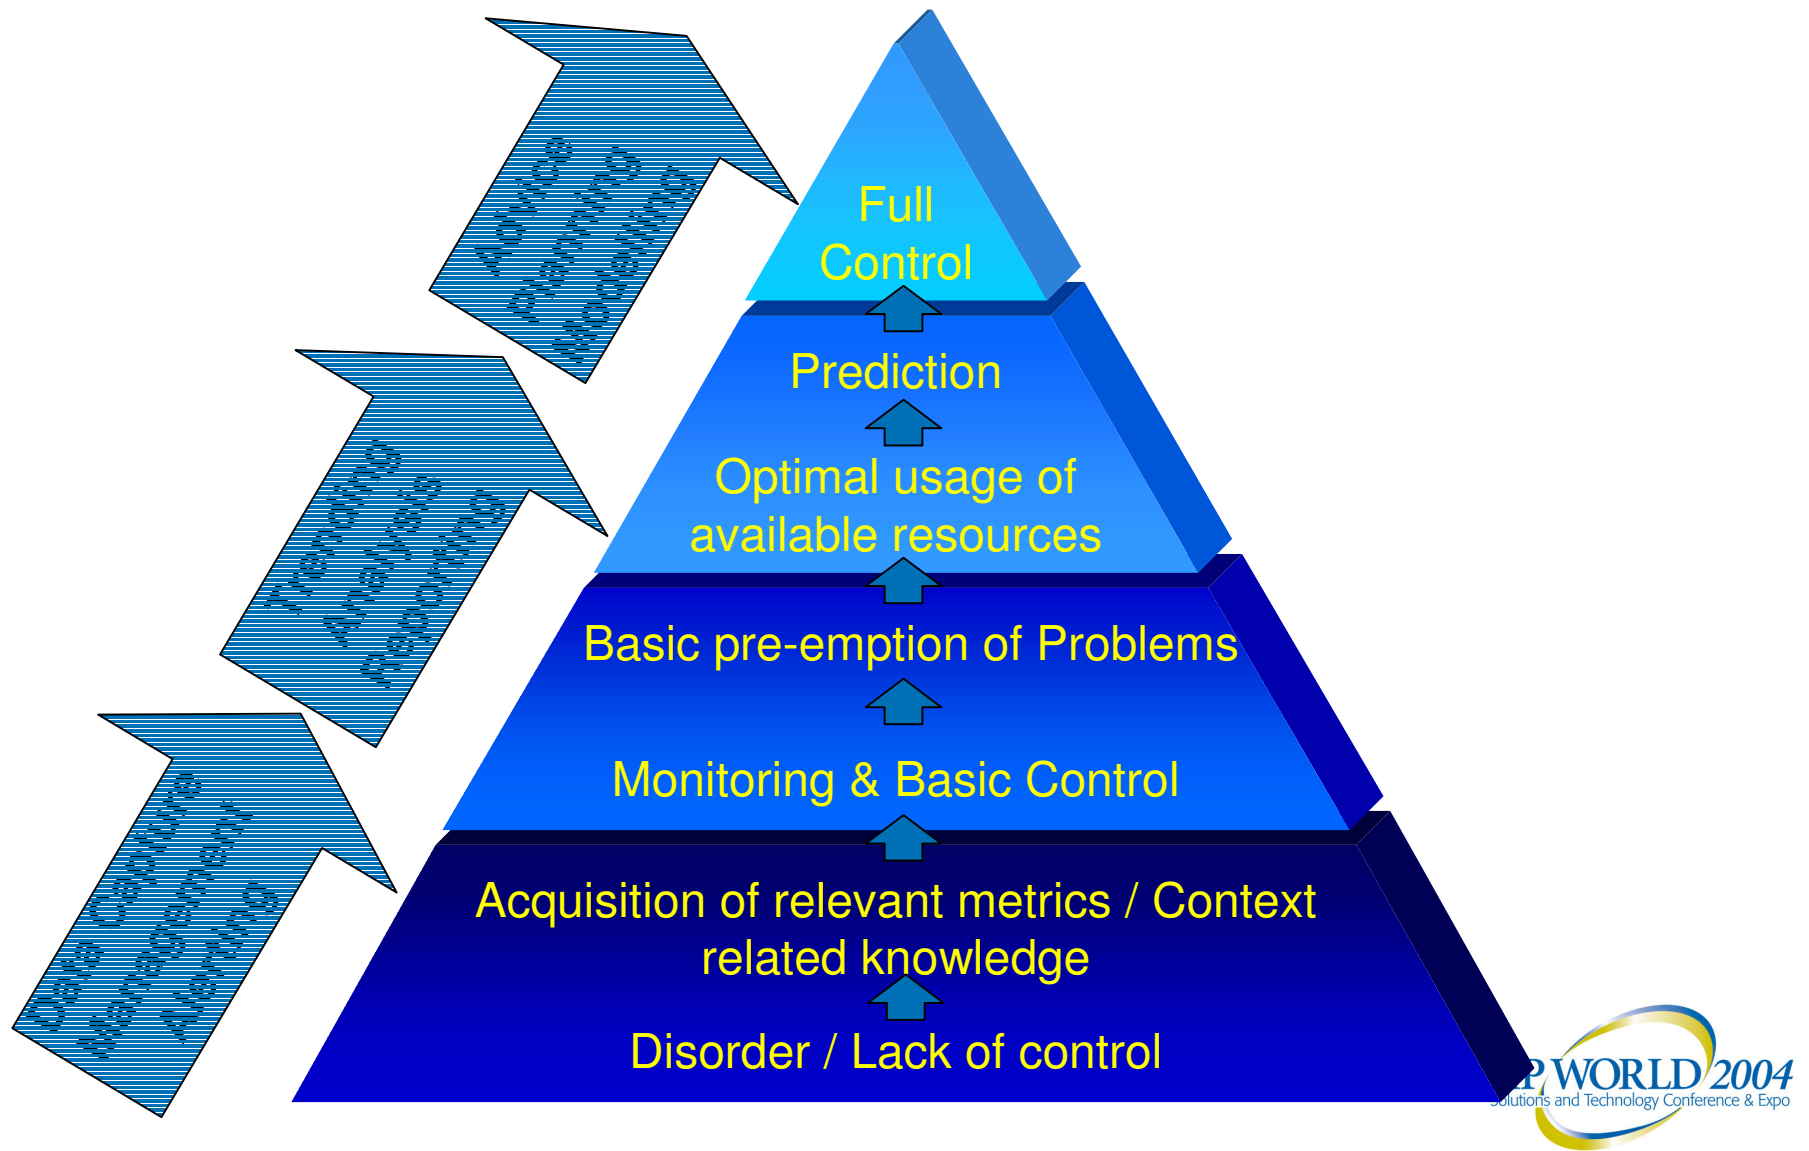 Full
Control
Prediction
Optimal usage of
available resources
Basic pre-emption of Problems
Monitoring & Basic Control
Acquisition of relevant metrics / Context
related knowledge
Disorder / Lack of control
WORLD 2004
and Technology Conference & Expo